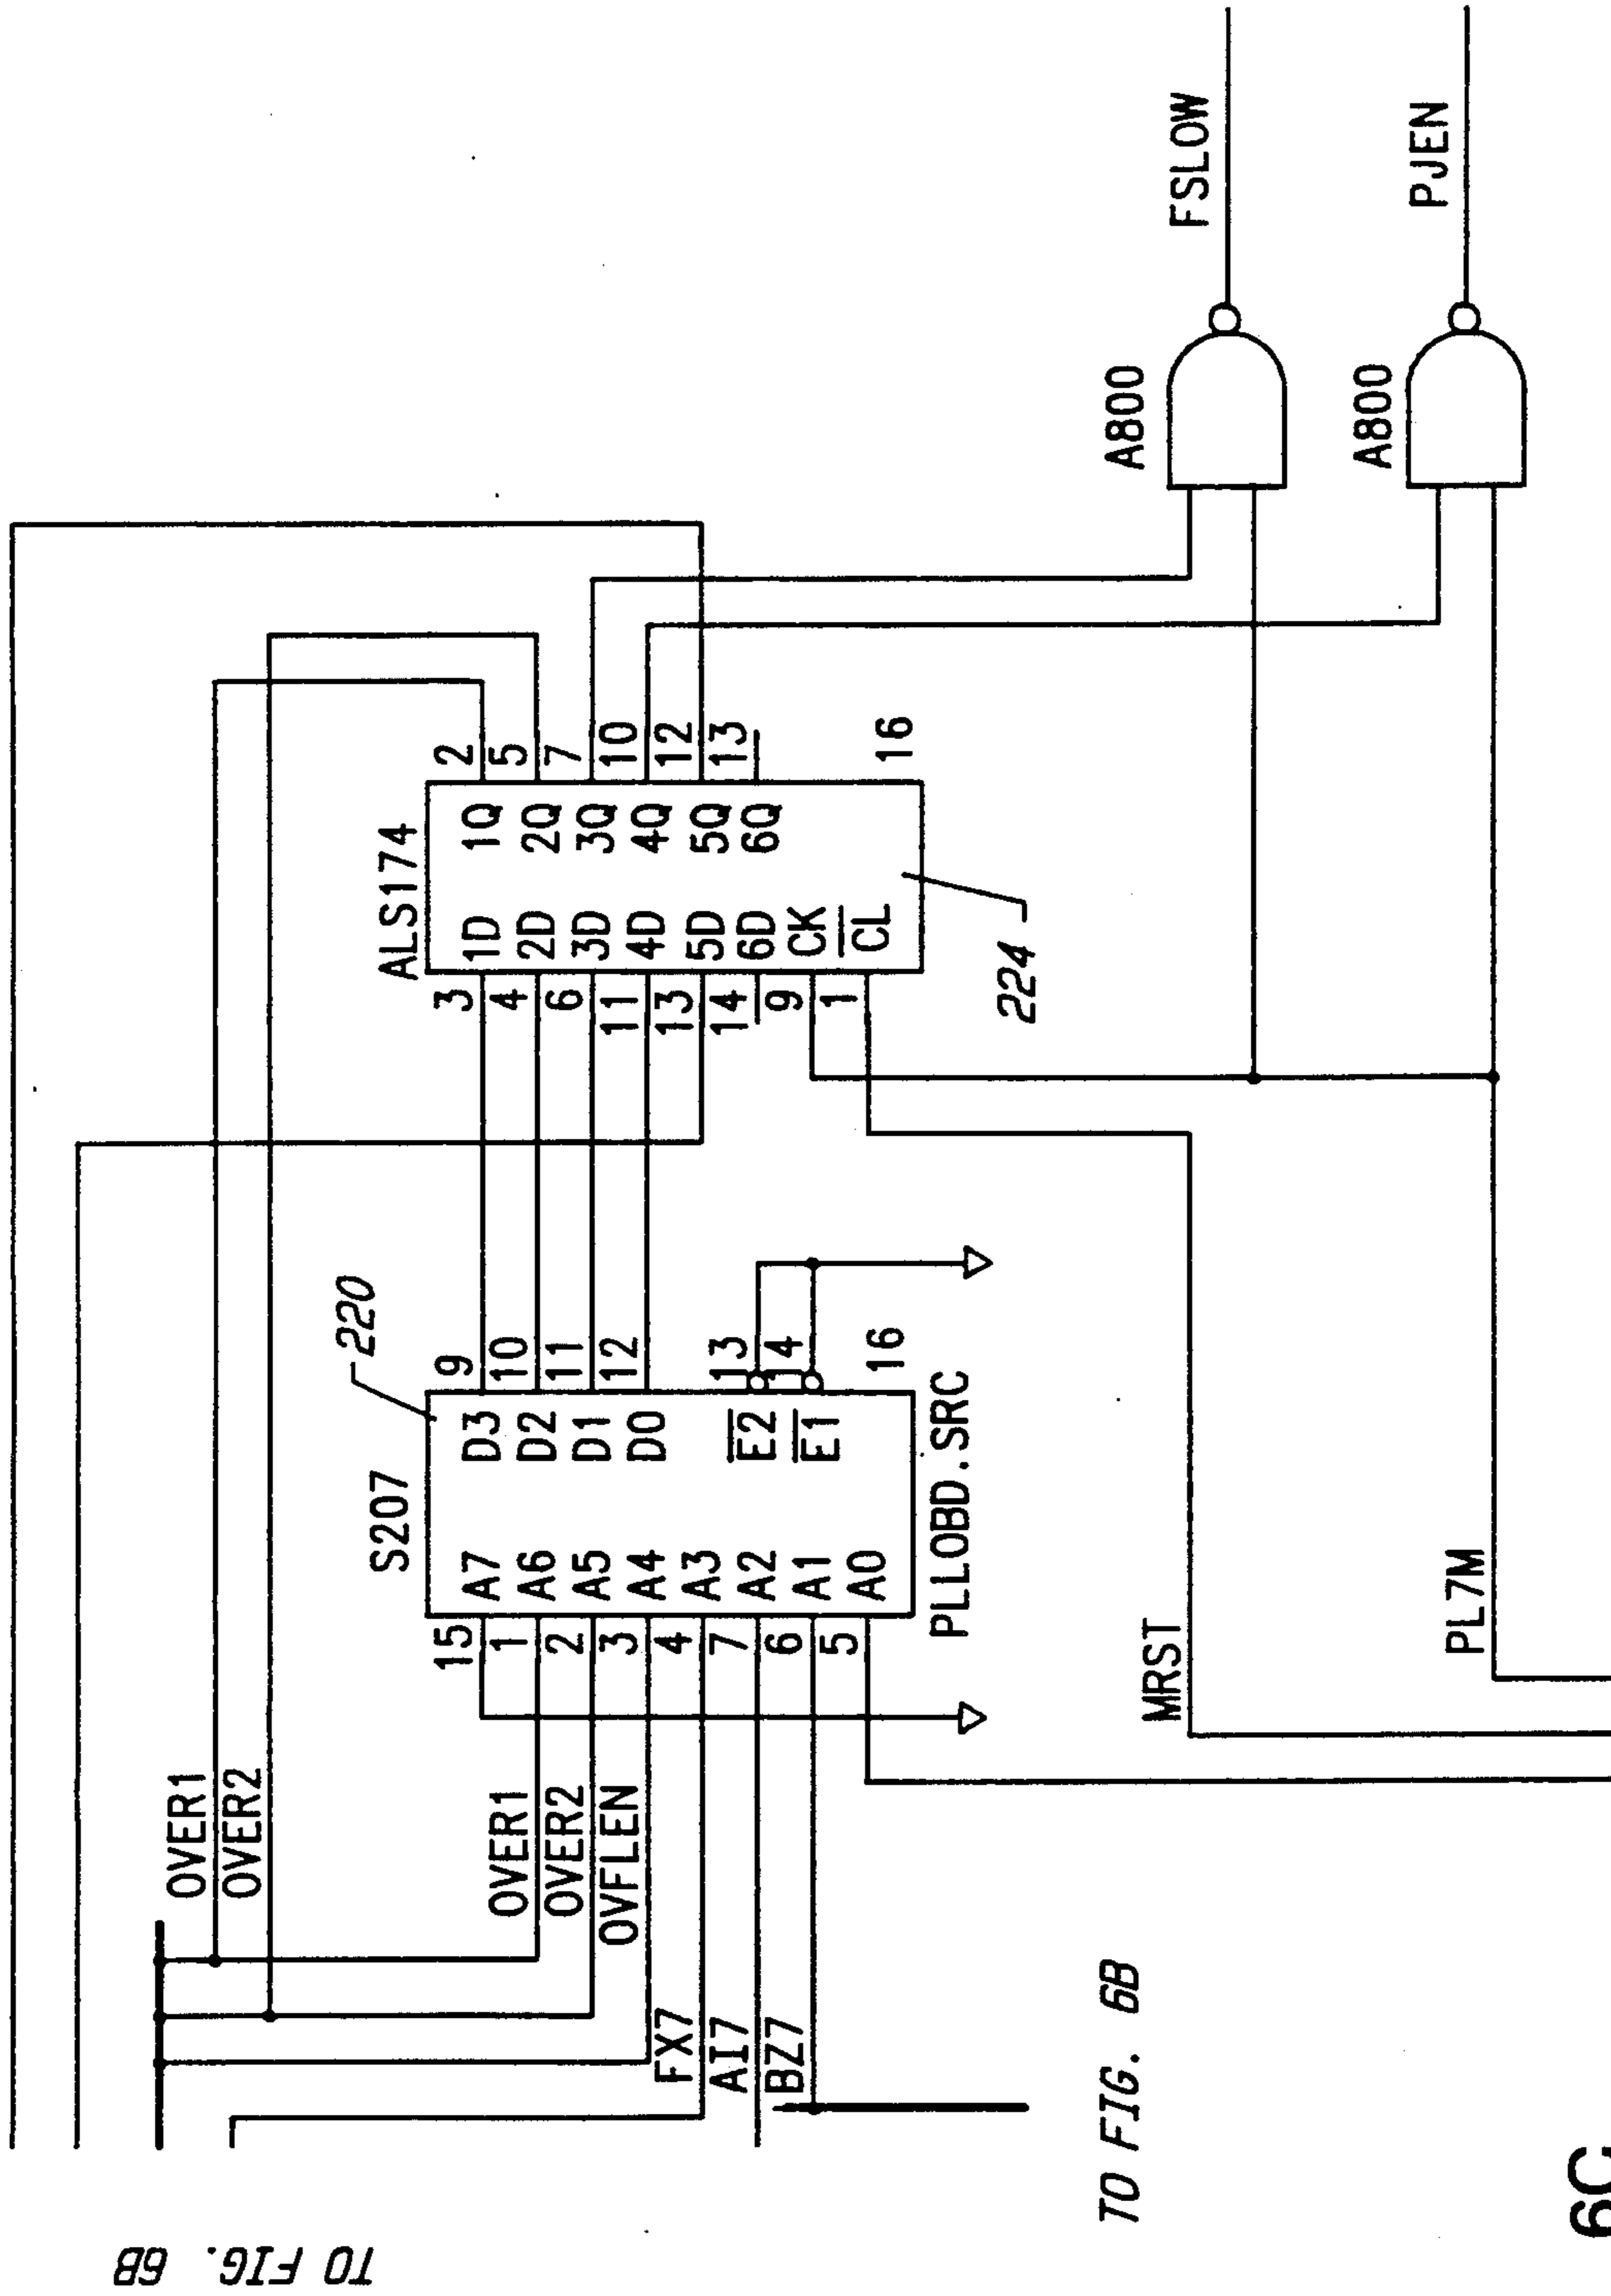 TO FIG. 6B
OVER1
OVER2
OVER1
OVER2
OVFLEN
FX7
AI7
BZ7
15
1
2
3
4
7
6
5
S207
A7 D3
A6 D2
A5 D1
A4 D0
A3
A2 E2
A1 E1
A0
PLLOBD.SRC
9
10
11
12
13
14
16
220
ALS174
3
4
6
11
13
14
9
1
1D 1Q
2D 2Q
3D 3Q
4D 4Q
5D 5Q
6D 6Q
CK
CL
2
5
7
10
12
13
16
224
MRST
PL7M
A800
FSLOW
A800
PJEN
TO FIG. 6B
6C